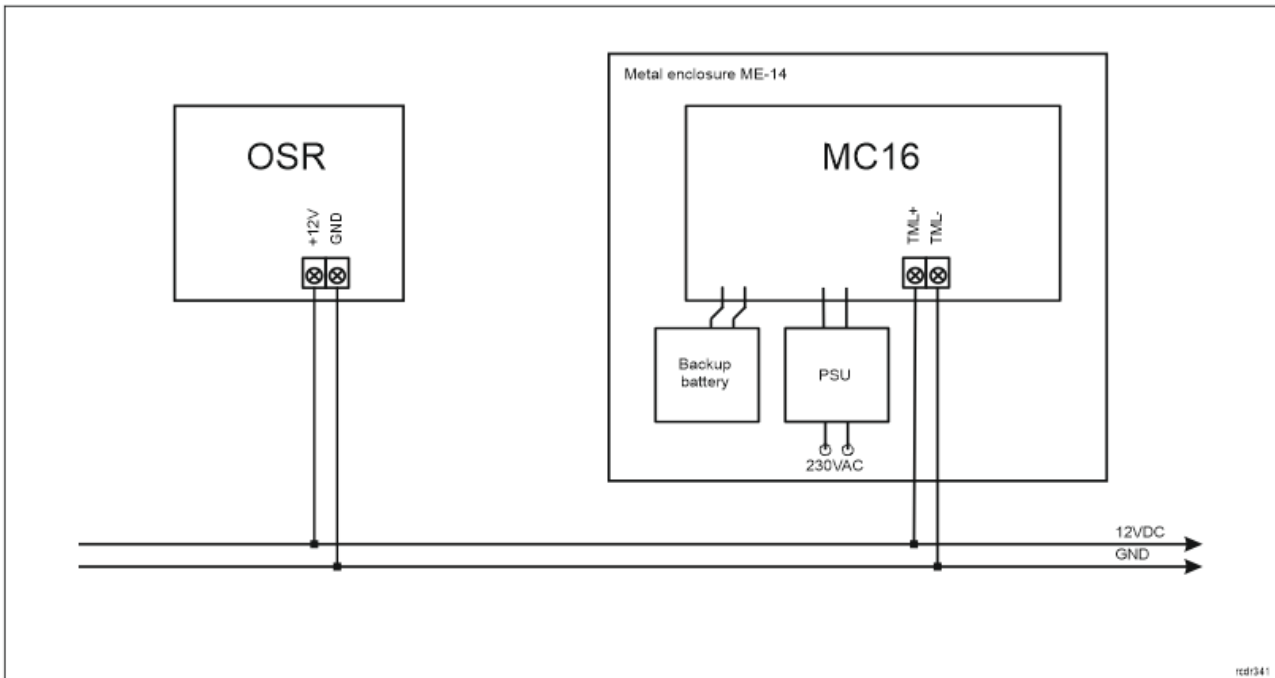 Metal enclosure ME-14
OSR
MC16
+12V
GND
TML+
TML-
Backup
battery
PSU
230VAC
12VDC
GND
rcdr341